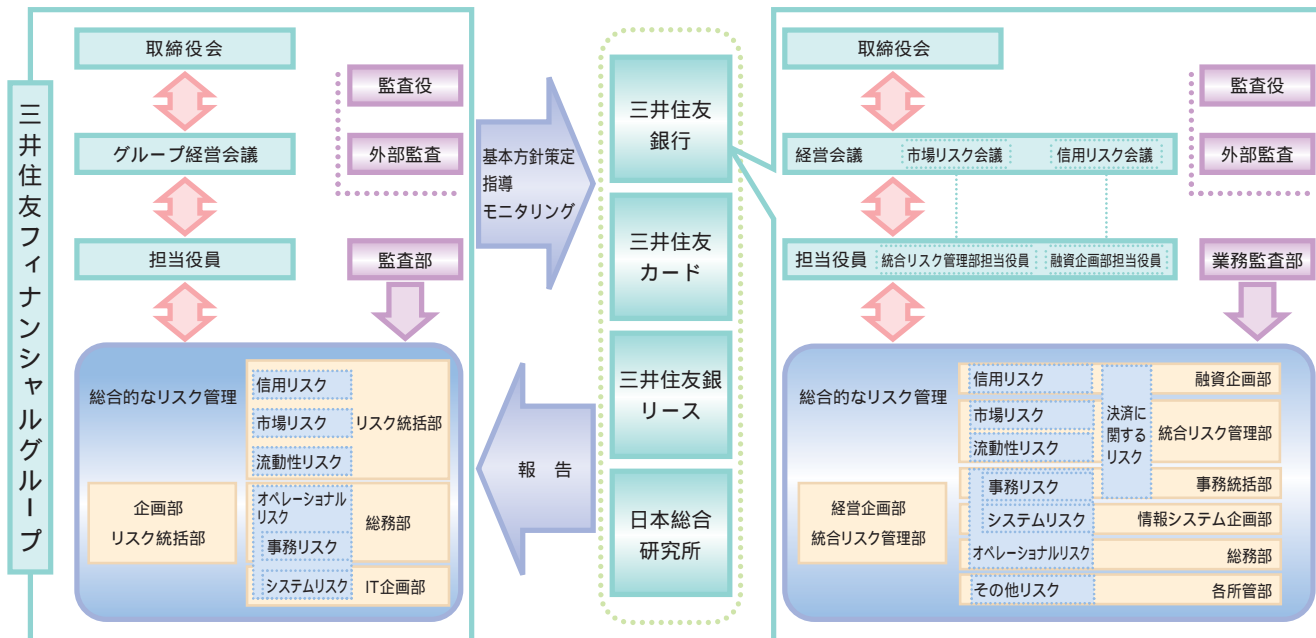 三井住友フィナンシャルグループ
取締役会
監査役
グループ経営会議
外部監査
担当役員
監査部
総合的なリスク管理
信用リスク
市場リスク
リスク統括部
流動性リスク
企画部
リスク統括部
オペレーショナル
リスク
総務部
事務リスク
システムリスク
IT企画部
基本方針策定
指導
モニタリング
報 告
三井住友
銀行
三井住友
カード
三井住友銀
リース
日本総合
研究所
取締役会
監査役
経営会議
市場リスク会議
信用リスク会議
外部監査
担当役員
統合リスク管理部担当役員
融資企画部担当役員
業務監査部
総合的なリスク管理
信用リスク
融資企画部
市場リスク
決済に
関する
リスク
統合リスク管理部
流動性リスク
事務リスク
事務統括部
経営企画部
統合リスク管理部
システムリスク
情報システム企画部
オペレーショナルリスク
総務部
その他リスク
各所管部